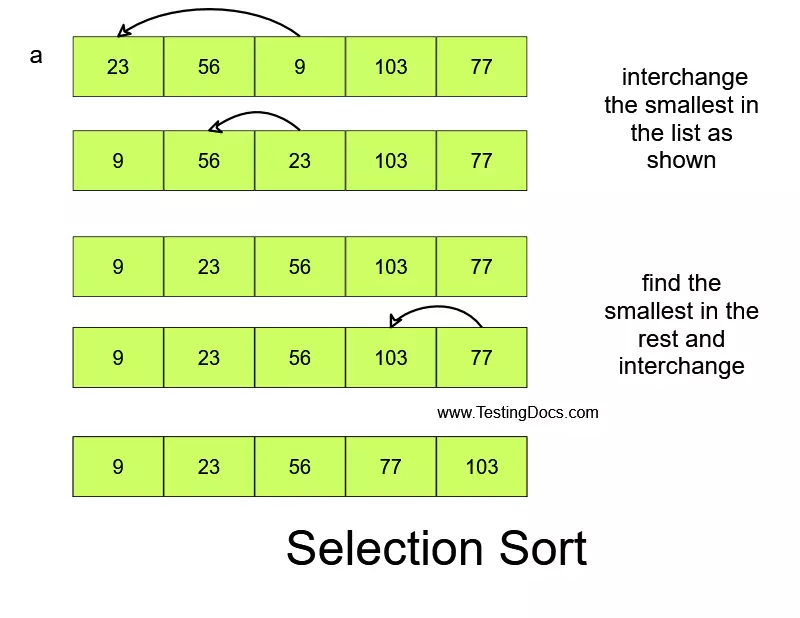 a
23 56 9 103 77
interchange
the smallest in
the list as
shown
9 56 23 103 77
9 23 56 103 77
find the
smallest in the
rest and
interchange
9 23 56 103 77
www.TestingDocs.com
9 23 56 77 103
Selection Sort